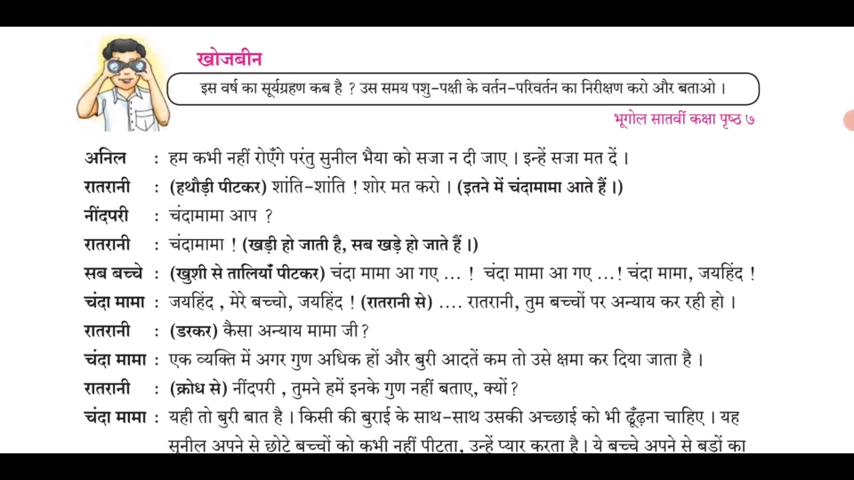 खोजबीन
इस वर्ष का सूर्यग्रहण कब है ? उस समय पशु-पक्षी के वर्तन-परिवर्तन का निरीक्षण करो और बताओ ।
भूगोल सातवीं कक्षा पृष्ठ ७
अनिल : हम कभी नहीं रोएँगे परंतु सुनील भैया को सजा न दी जाए । इन्हें सजा मत दें ।
रातरानी : (हथौड़ी पीटकर) शांति-शांति ! शोर मत करो । (इतने में चंदामामा आते हैं ।)
नींदपरी : चंदामामा आप ?
रातरानी : चंदामामा ! (खड़ी हो जाती है, सब खड़े हो जाते हैं ।)
सब बच्चे : (खुशी से तालियाँ पीटकर) चंदा मामा आ गए ... ! चंदा मामा आ गए ...! चंदा मामा, जयहिंद !
चंदा मामा : जयहिंद , मेरे बच्चो, जयहिंद ! (रातरानी से) .... रातरानी, तुम बच्चों पर अन्याय कर रही हो ।
रातरानी : (डरकर) कैसा अन्याय मामा जी ?
चंदा मामा : एक व्यक्ति में अगर गुण अधिक हों और बुरी आदतें कम तो उसे क्षमा कर दिया जाता है ।
रातरानी : (क्रोध से) नींदपरी , तुमने हमें इनके गुण नहीं बताए, क्यों ?
चंदा मामा : यही तो बुरी बात है । किसी की बुराई के साथ-साथ उसकी अच्छाई को भी ढूँढ़ना चाहिए । यह
सुनील अपने से छोटे बच्चों को कभी नहीं पीटता, उन्हें प्यार करता है । ये बच्चे अपने से बड़ों का